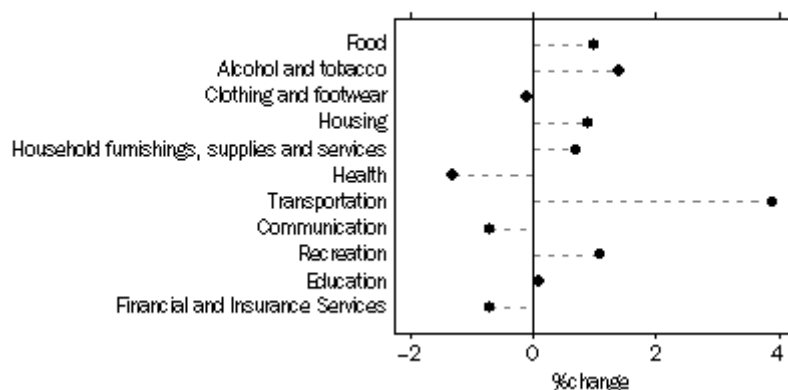 Food
Alcohol and tobacco
Clothing and footwear
Housing
Household furnishings, supplies and services
Health
Transportation
Communication
Recreation
Education
Financial and Insurance Services
−2 0 2 4
%change